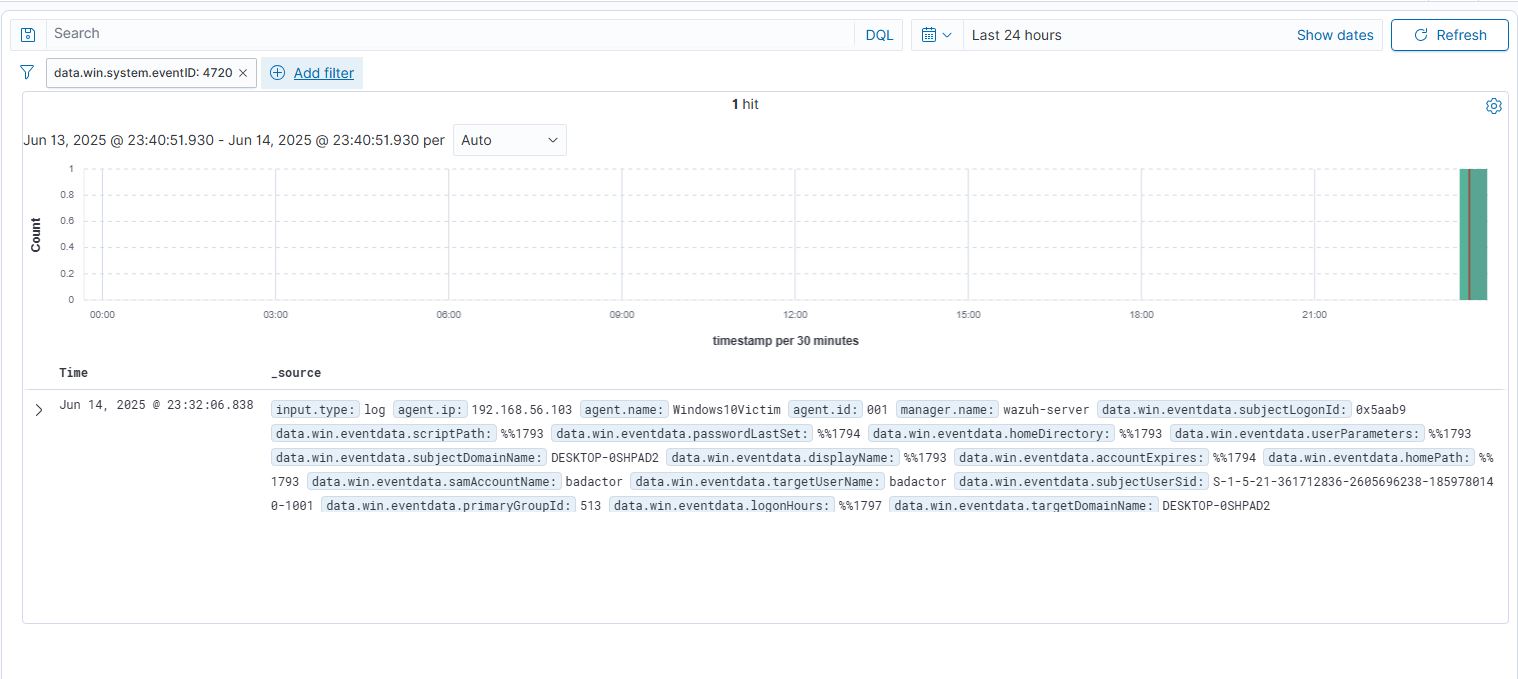 Search DQL Last 24 hours Show dates Refresh
data.win.system.eventID: 4720 × Add filter
1 hit
Jun 13, 2025 @ 23:40:51.930 - Jun 14, 2025 @ 23:40:51.930 per Auto
1
0.8
0.6
0.4
0.2
0
Count
00:00 03:00 06:00 09:00 12:00 15:00 18:00 21:00
timestamp per 30 minutes
Time _source
Jun 14, 2025 @ 23:32:06.838 input.type: log agent.ip: 192.168.56.103 agent.name: Windows10Victim agent.id: 001 manager.name: wazuh-server data.win.eventdata.subjectLogonId: 0x5aab9
data.win.eventdata.scriptPath: %%1793 data.win.eventdata.passwordLastSet: %%1794 data.win.eventdata.homeDirectory: %%1793 data.win.eventdata.userParameters: %%1793
data.win.eventdata.subjectDomainName: DESKTOP-0SHPAD2 data.win.eventdata.displayName: %%1793 data.win.eventdata.accountExpires: %%1794 data.win.eventdata.homePath: %%
1793 data.win.eventdata.samAccountName: badactor data.win.eventdata.targetUserName: badactor data.win.eventdata.subjectUserSid: S-1-5-21-361712836-2605696238-185978014
0-1001 data.win.eventdata.primaryGroupId: 513 data.win.eventdata.logonHours: %%1797 data.win.eventdata.targetDomainName: DESKTOP-0SHPAD2